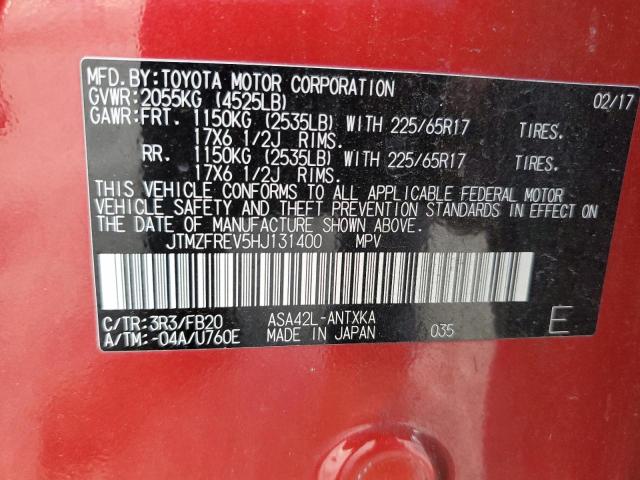 MFD.BY:TOYOTA MOTOR CORPORATION 02/17
GVWR:2055KG (4525LB)
GAWR:FRT. 1150KG (2535LB) WITH 225/65R17 TIRES.
17X6 1/2J RIMS.
RR. 1150KG (2535LB) WITH 225/65R17 TIRES.
17X6 1/2J RIMS.
THIS VEHICLE CONFORMS TO ALL APPLICABLE FEDERAL MOTOR
VEHICLE SAFETY AND THEFT PREVENTION STANDARDS IN EFFECT ON
THE DATE OF MANUFACTURE SHOWN ABOVE.
JTMZFREV5HJ131400 MPV
C/TR:3R3/FB20 ASA42L-ANTXKA
A/TM:-04A/U760E MADE IN JAPAN 035 E